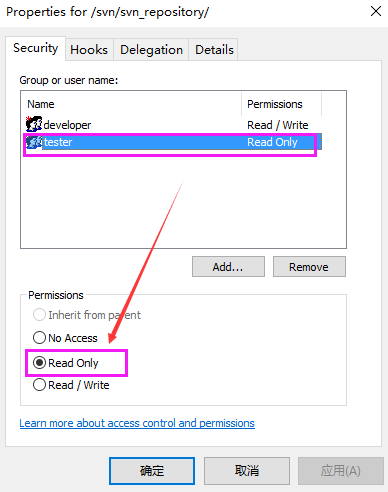 Properties for /svn/svn_repository/
Security Hooks Delegation Details
Group or user name:
Name Permissions
developer Read / Write
tester Read Only
Add... Remove
Permissions
Inherit from parent
No Access
Read Only
Read / Write
Learn more about access control and permissions
确定 取消 应用(A)